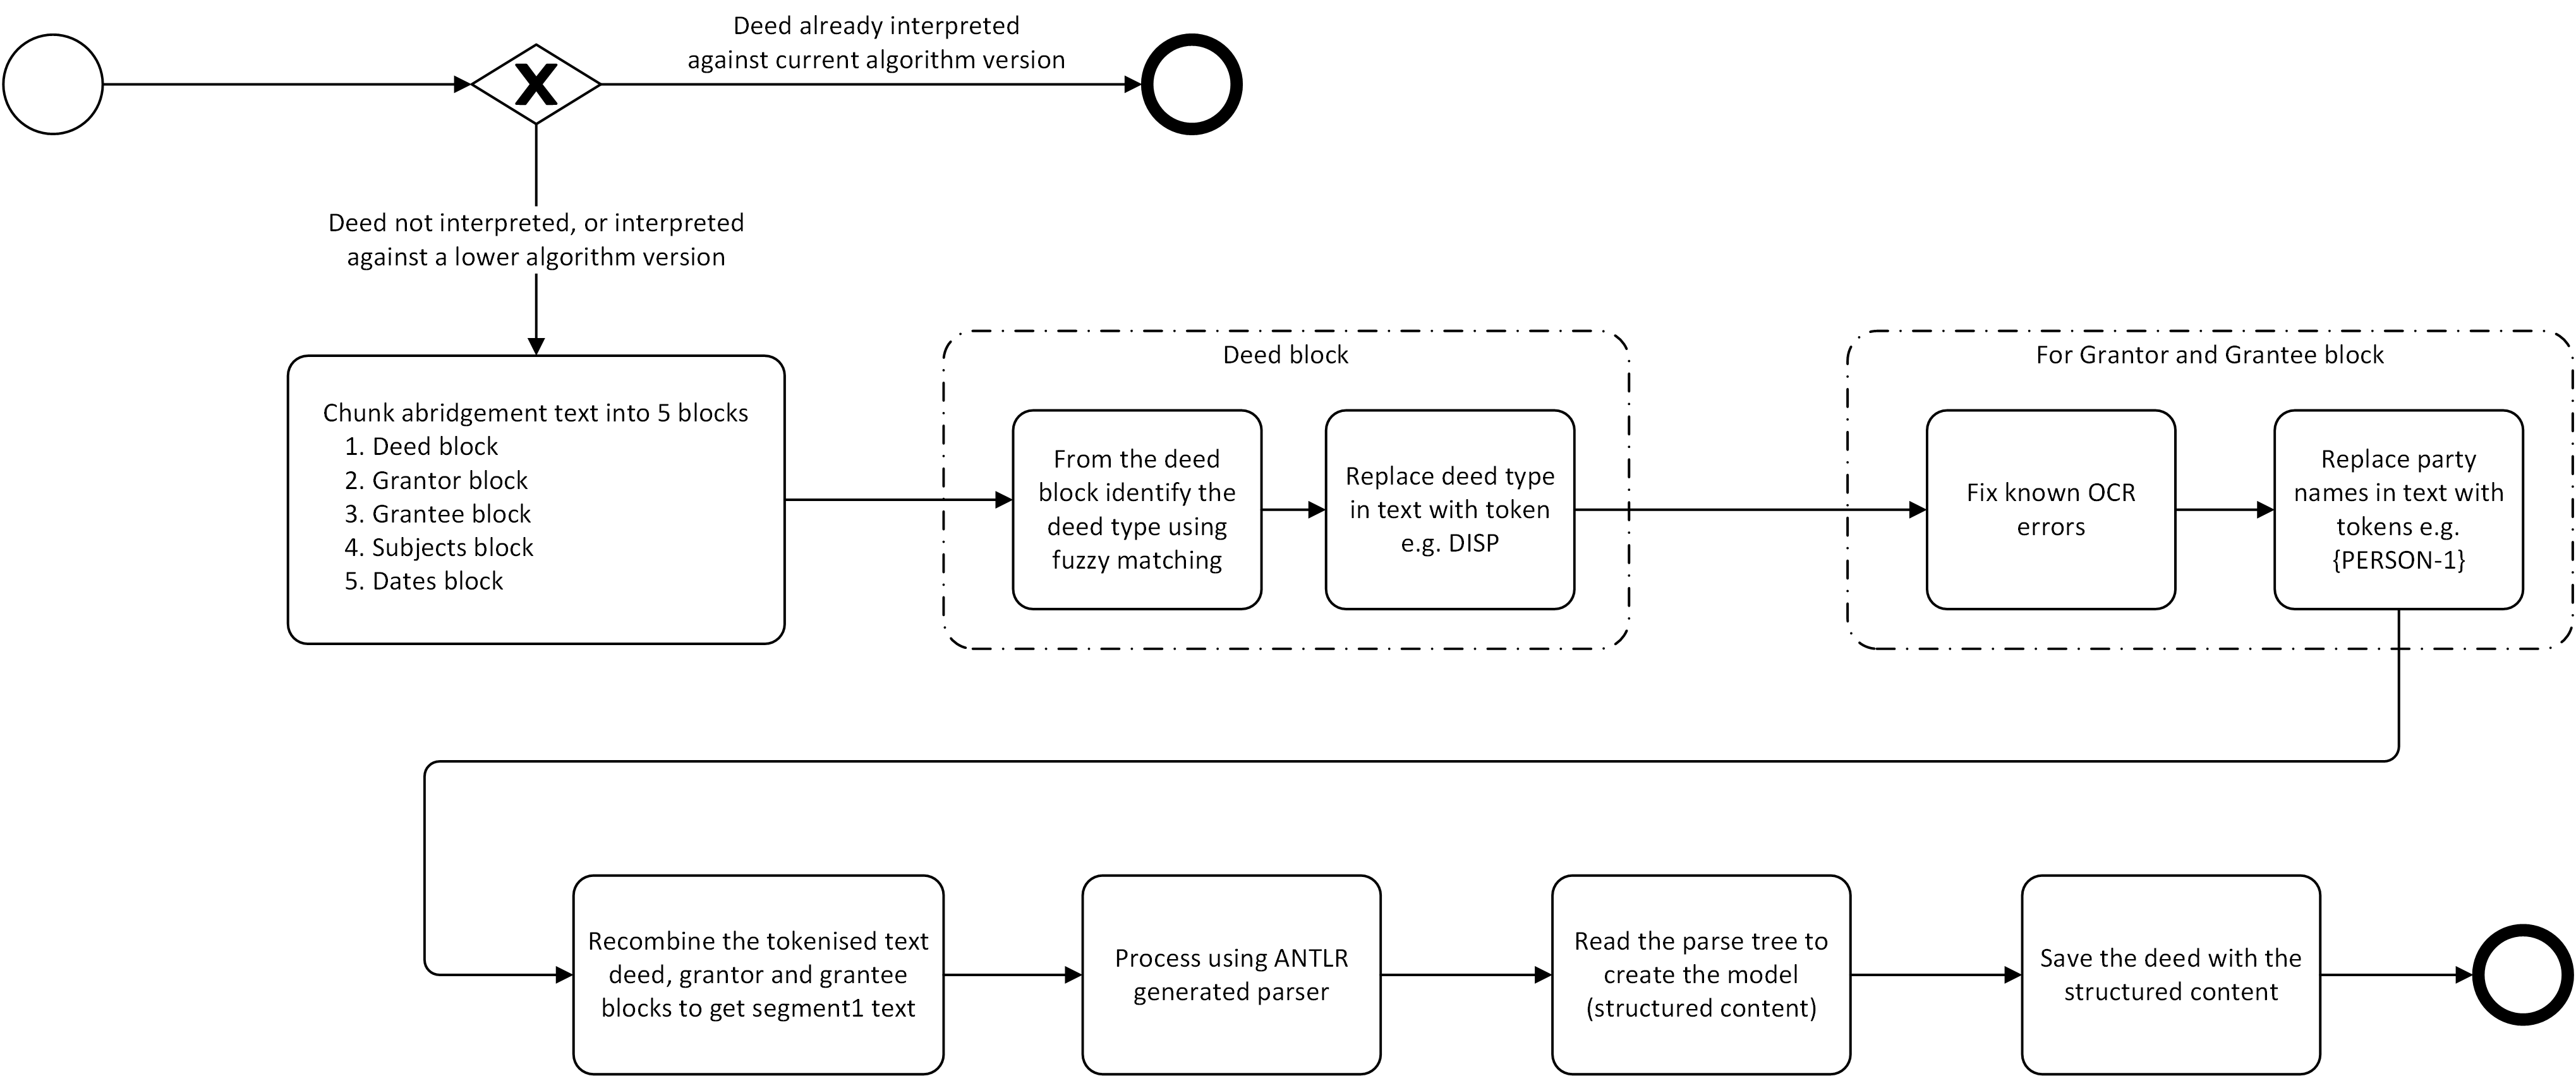 Deed already interpreted
against current algorithm version
X
Deed not interpreted, or interpreted
against a lower algorithm version
Chunk abridgement text into 5 blocks
1. Deed block
2. Grantor block
3. Grantee block
4. Subjects block
5. Dates block
Deed block
From the deed
block identify the
deed type using
fuzzy matching
Replace deed type
in text with token
e.g. DISP
For Grantor and Grantee block
Fix known OCR
errors
Replace party
names in text with
tokens e.g.
{PERSON-1}
Recombine the tokenised text
deed, grantor and grantee
blocks to get segment1 text
Process using ANTLR
generated parser
Read the parse tree to
create the model
(structured content)
Save the deed with the
structured content